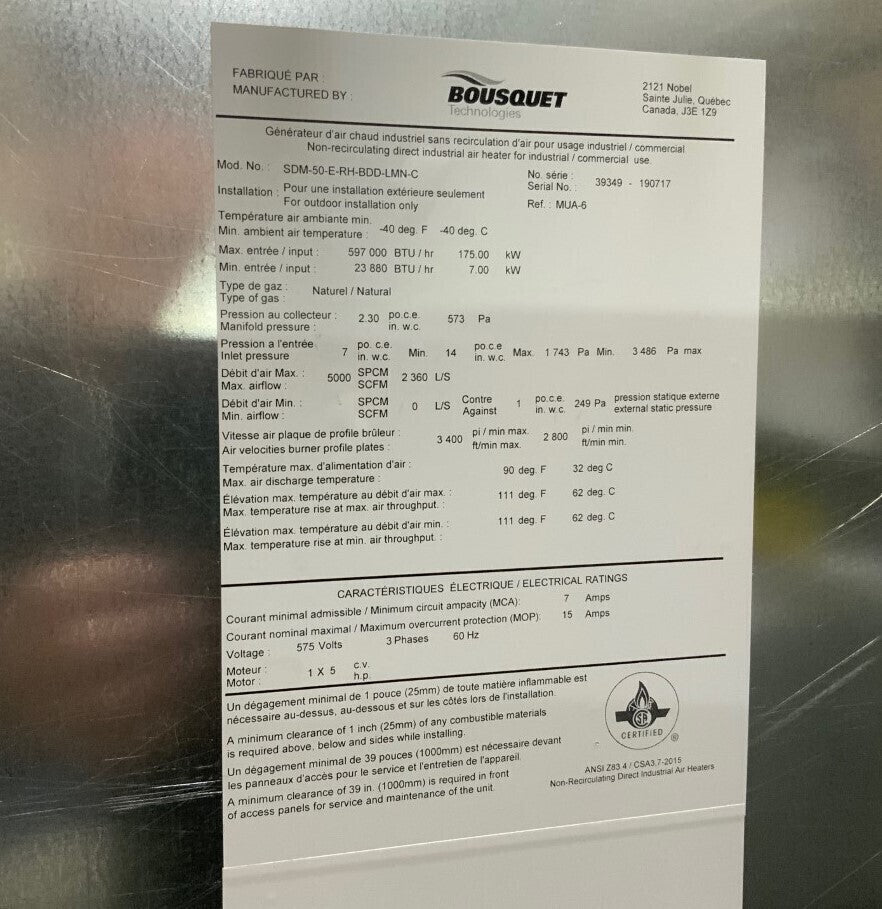 FABRIQUÉ PAR :
MANUFACTURED BY :
BOUSQUET
Technologies
2121 Nobel
Sainte Julie, Québec
Canada, J3E 1Z9
Générateur d'air chaud industriel sans recirculation d'air pour usage industriel / commercial
Non-recirculating direct industrial air heater for industrial / commercial use.
Mod. No. : SDM-50-E-RH-BDD-LMN-C
No. série :
Serial No. : 39349 - 190717
Installation : Pour une installation extérieure seulement
For outdoor installation only
Ref. : MUA-6
Température air ambiante min.
Min. ambient air temperature : -40 deg. F -40 deg. C
Max. entrée / input : 597 000 BTU / hr 175.00 kW
Min. entrée / input : 23 880 BTU / hr 7.00 kW
Type de gaz :
Type of gas : Naturel / Natural
Pression au collecteur : 2.30 po.c.e. 573 Pa
Manifold pressure : in. w.c.
Pression a l'entrée 7 po. c.e. Min. 14 po.c.e Max. 1 743 Pa Min. 3 486 Pa max
Inlet pressure in. w.c. in. w.c.
Débit d'air Max. : 5000 SPCM 2 360 L/S
Max. airflow : SCFM
Débit d'air Min. : SPCM 0 L/S Contre 1 po.c.e. 249 Pa pression statique externe
Min. airflow : SCFM Against in. w.c. external static pressure
Vitesse air plaque de profile brûleur : 3 400 pi / min max. 2 800 pi / min min.
Air velocities burner profile plates : ft/min max. ft/min min.
Température max. d'alimentation d'air : 90 deg. F 32 deg C
Max. air discharge temperature :
Élévation max. température au débit d'air max. : 111 deg. F 62 deg. C
Max. temperature rise at max. air throughput. :
Élévation max. température au débit d'air min. : 111 deg. F 62 deg. C
Max. temperature rise at min. air throughput. :
CARACTÉRISTIQUES ÉLECTRIQUE / ELECTRICAL RATINGS
Courant minimal admissible / Minimum circuit ampacity (MCA): 7 Amps
Courant nominal maximal / Maximum overcurrent protection (MOP): 15 Amps
Voltage : 575 Volts 3 Phases 60 Hz
Moteur : 1 X 5 c.v.
Motor : h.p.
Un dégagement minimal de 1 pouce (25mm) de toute matière inflammable est
nécessaire au-dessus, au-dessous et sur les côtés lors de l'installation.
A minimum clearance of 1 inch (25mm) of any combustible materials
is required above, below and sides while installing.
Un dégagement minimal de 39 pouces (1000mm) est nécessaire devant
les panneaux d'accès pour le service et l'entretien de l'appareil.
A minimum clearance of 39 in. (1000mm) is required in front
of access panels for service and maintenance of the unit.
CERTIFIED ®
ANSI Z83.4 / CSA3.7-2015
Non-Recirculating Direct Industrial Air Heaters